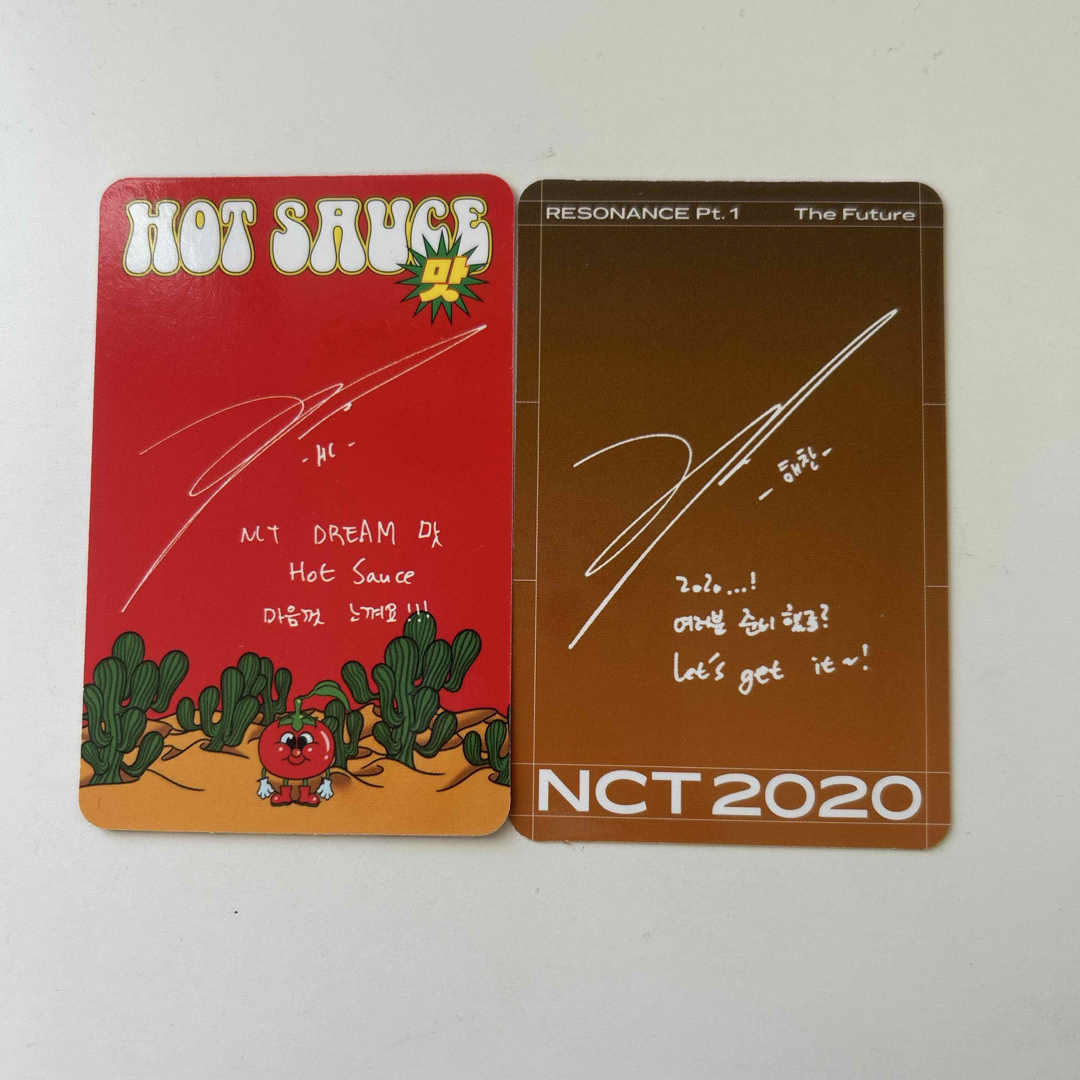 HOT SAUCE
맛
- HC -
NCT DREAM 맛
Hot Sauce
마음껏 느껴요!!!
RESONANCE Pt. 1
The Future
- 해찬 -
2020...!
여러분 준비 됐죠?
Let's get it~!
NCT 2020